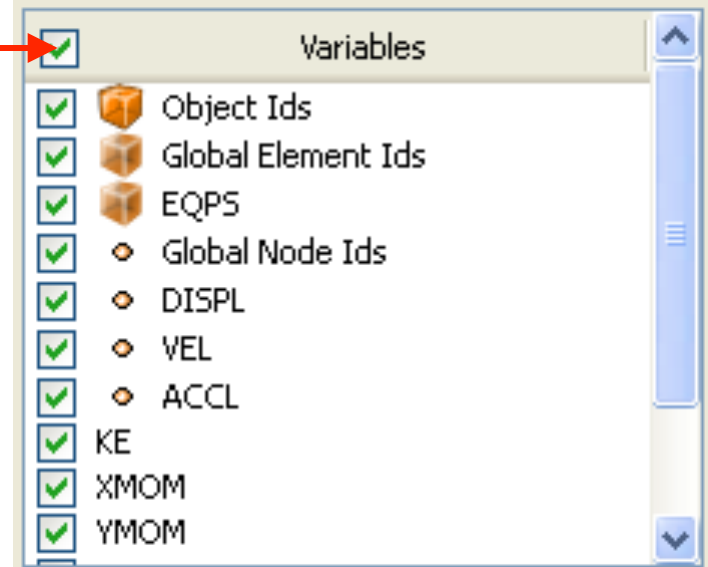 Variables
Object Ids
Global Element Ids
EQPS
Global Node Ids
DISPL
VEL
ACCL
KE
XMOM
YMOM